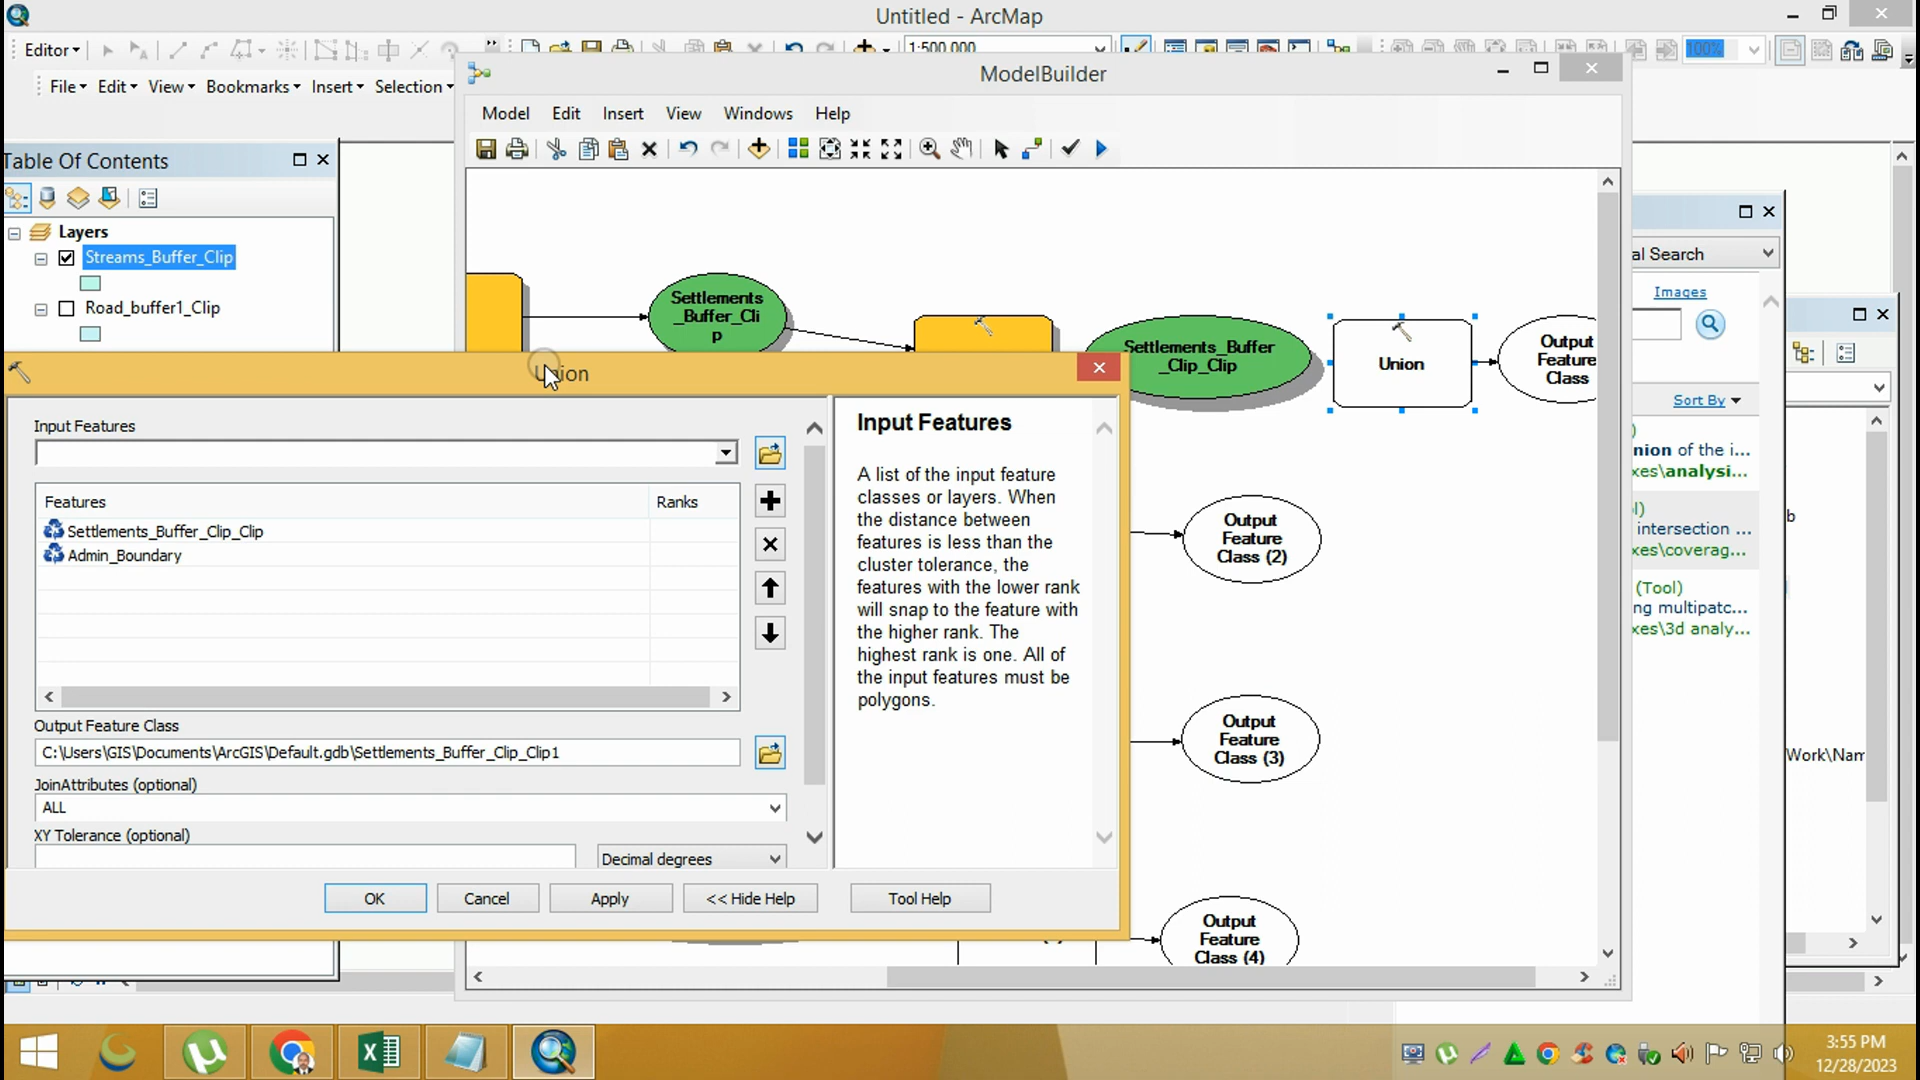 Untitled - ArcMap
Editor
1:500,000
100%
File Edit View Bookmarks Insert Selection
ModelBuilder
Model Edit Insert View Windows Help
Table Of Contents
Layers
Streams_Buffer_Clip
Road_buffer1_Clip
Settlements
_Buffer_Cli
p
Settlements_Buffer
_Clip_Clip
Union
Output
Feature
Class
Output
Feature
Class (2)
Output
Feature
Class (3)
Output
Feature
Class (4)
Union
Input Features
Features Ranks
Settlements_Buffer_Clip_Clip
Admin_Boundary
Output Feature Class
C:\Users\GIS\Documents\ArcGIS\Default.gdb\Settlements_Buffer_Clip_Clip1
JoinAttributes (optional)
ALL
XY Tolerance (optional)
Decimal degrees
OK Cancel Apply << Hide Help Tool Help
Input Features
A list of the input feature
classes or layers. When
the distance between
features is less than the
cluster tolerance, the
features with the lower rank
will snap to the feature with
the higher rank. The
highest rank is one. All of
the input features must be
polygons.
al Search
Images
Sort By
)
nion of the i...
xes\analysi...
l)
intersection ...
xes\coverag...
(Tool)
ng multipatc...
xes\3d analy...
b
Work\Nam
3:55 PM
12/28/2023